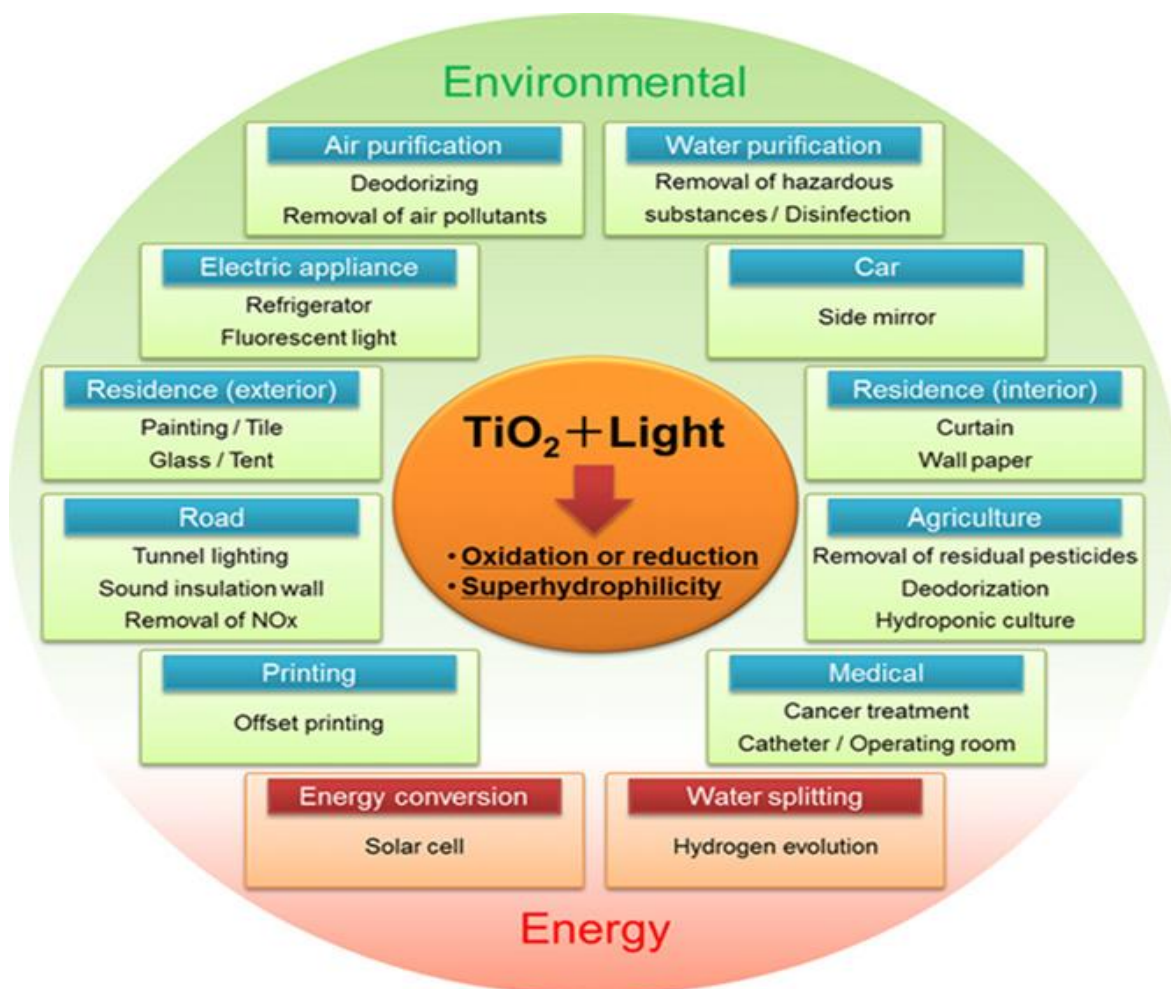 Environmental
Air purification
Deodorizing
Removal of air pollutants
Water purification
Removal of hazardous
substances / Disinfection
Electric appliance
Refrigerator
Fluorescent light
Car
Side mirror
Residence (exterior)
Painting / Tile
Glass / Tent
TiO₂+Light
• Oxidation or reduction
• Superhydrophilicity
Residence (interior)
Curtain
Wall paper
Road
Tunnel lighting
Sound insulation wall
Removal of NOx
Agriculture
Removal of residual pesticides
Deodorization
Hydroponic culture
Printing
Offset printing
Medical
Cancer treatment
Catheter / Operating room
Energy conversion
Solar cell
Water splitting
Hydrogen evolution
Energy